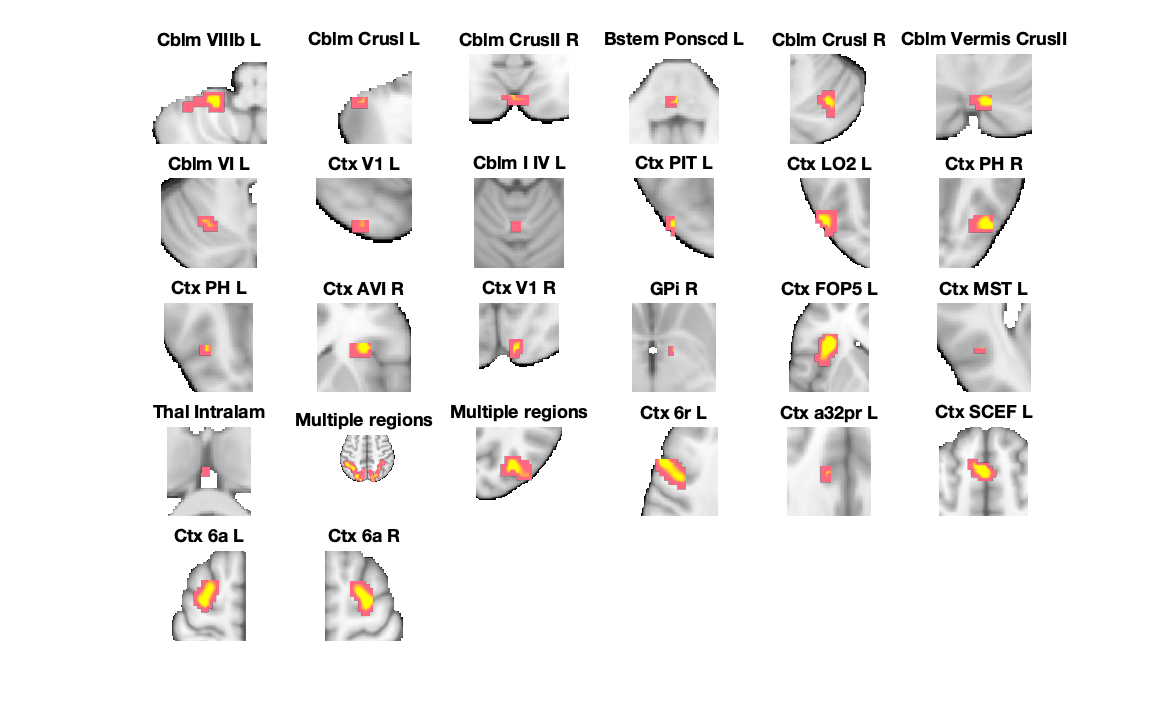 Cblm VIIIb L
Cblm CrusI L
Cblm CrusII R
Bstem Ponscd L
Cblm CrusI R
Cblm Vermis CrusII
Cblm VI L
Ctx V1 L
Cblm I IV L
Ctx PIT L
Ctx LO2 L
Ctx PH R
Ctx PH L
Ctx AVI R
Ctx V1 R
GPi R
Ctx FOP5 L
Ctx MST L
Thal Intralam
Multiple regions
Multiple regions
Ctx 6r L
Ctx a32pr L
Ctx SCEF L
Ctx 6a L
Ctx 6a R